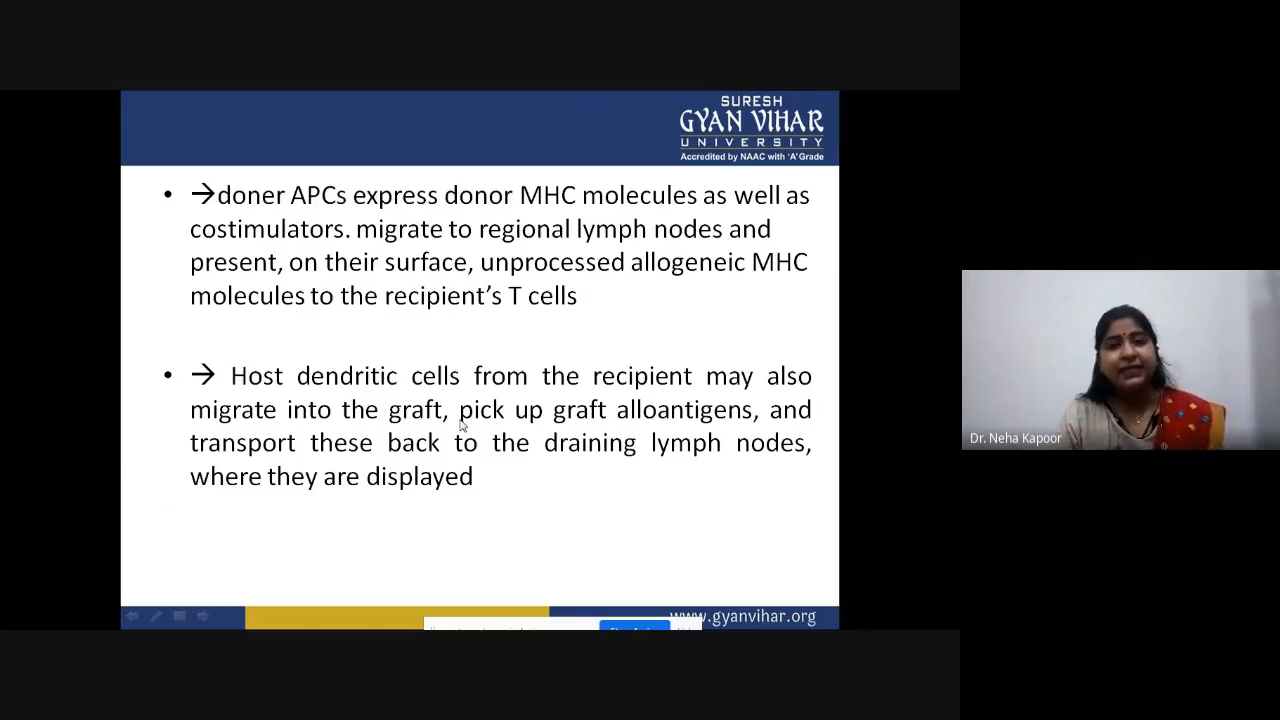 SURESH
GYAN VIHAR
UNIVERSITY
Accredited by NAAC with 'A' Grade
• →doner APCs express donor MHC molecules as well as
costimulators. migrate to regional lymph nodes and
present, on their surface, unprocessed allogeneic MHC
molecules to the recipient’s T cells
• → Host dendritic cells from the recipient may also
migrate into the graft, pick up graft alloantigens, and
transport these back to the draining lymph nodes,
where they are displayed
www.gyanvihar.org
Dr. Neha Kapoor